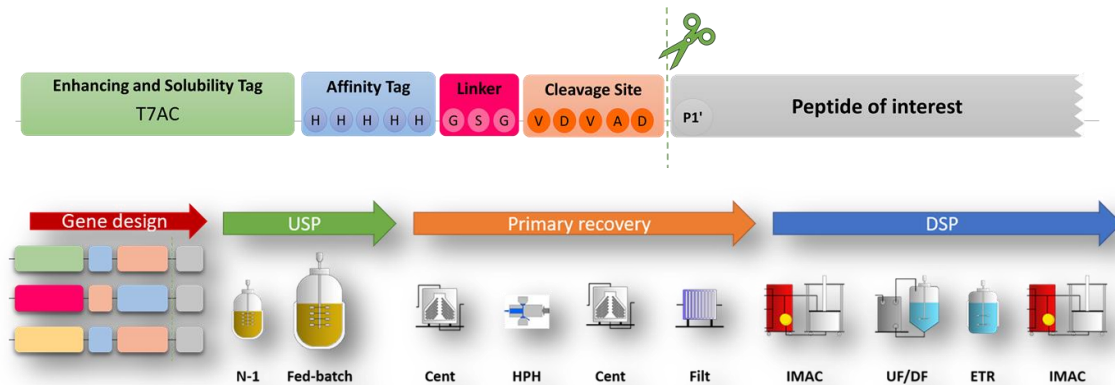 Enhancing and Solubility Tag
T7AC
Affinity Tag
H H H H H
Linker
G S G
Cleavage Site
V D V A D
P1'
Peptide of interest
Gene design
USP
Primary recovery
DSP
N-1
Fed-batch
Cent
HPH
Cent
Filt
IMAC
UF/DF
ETR
IMAC